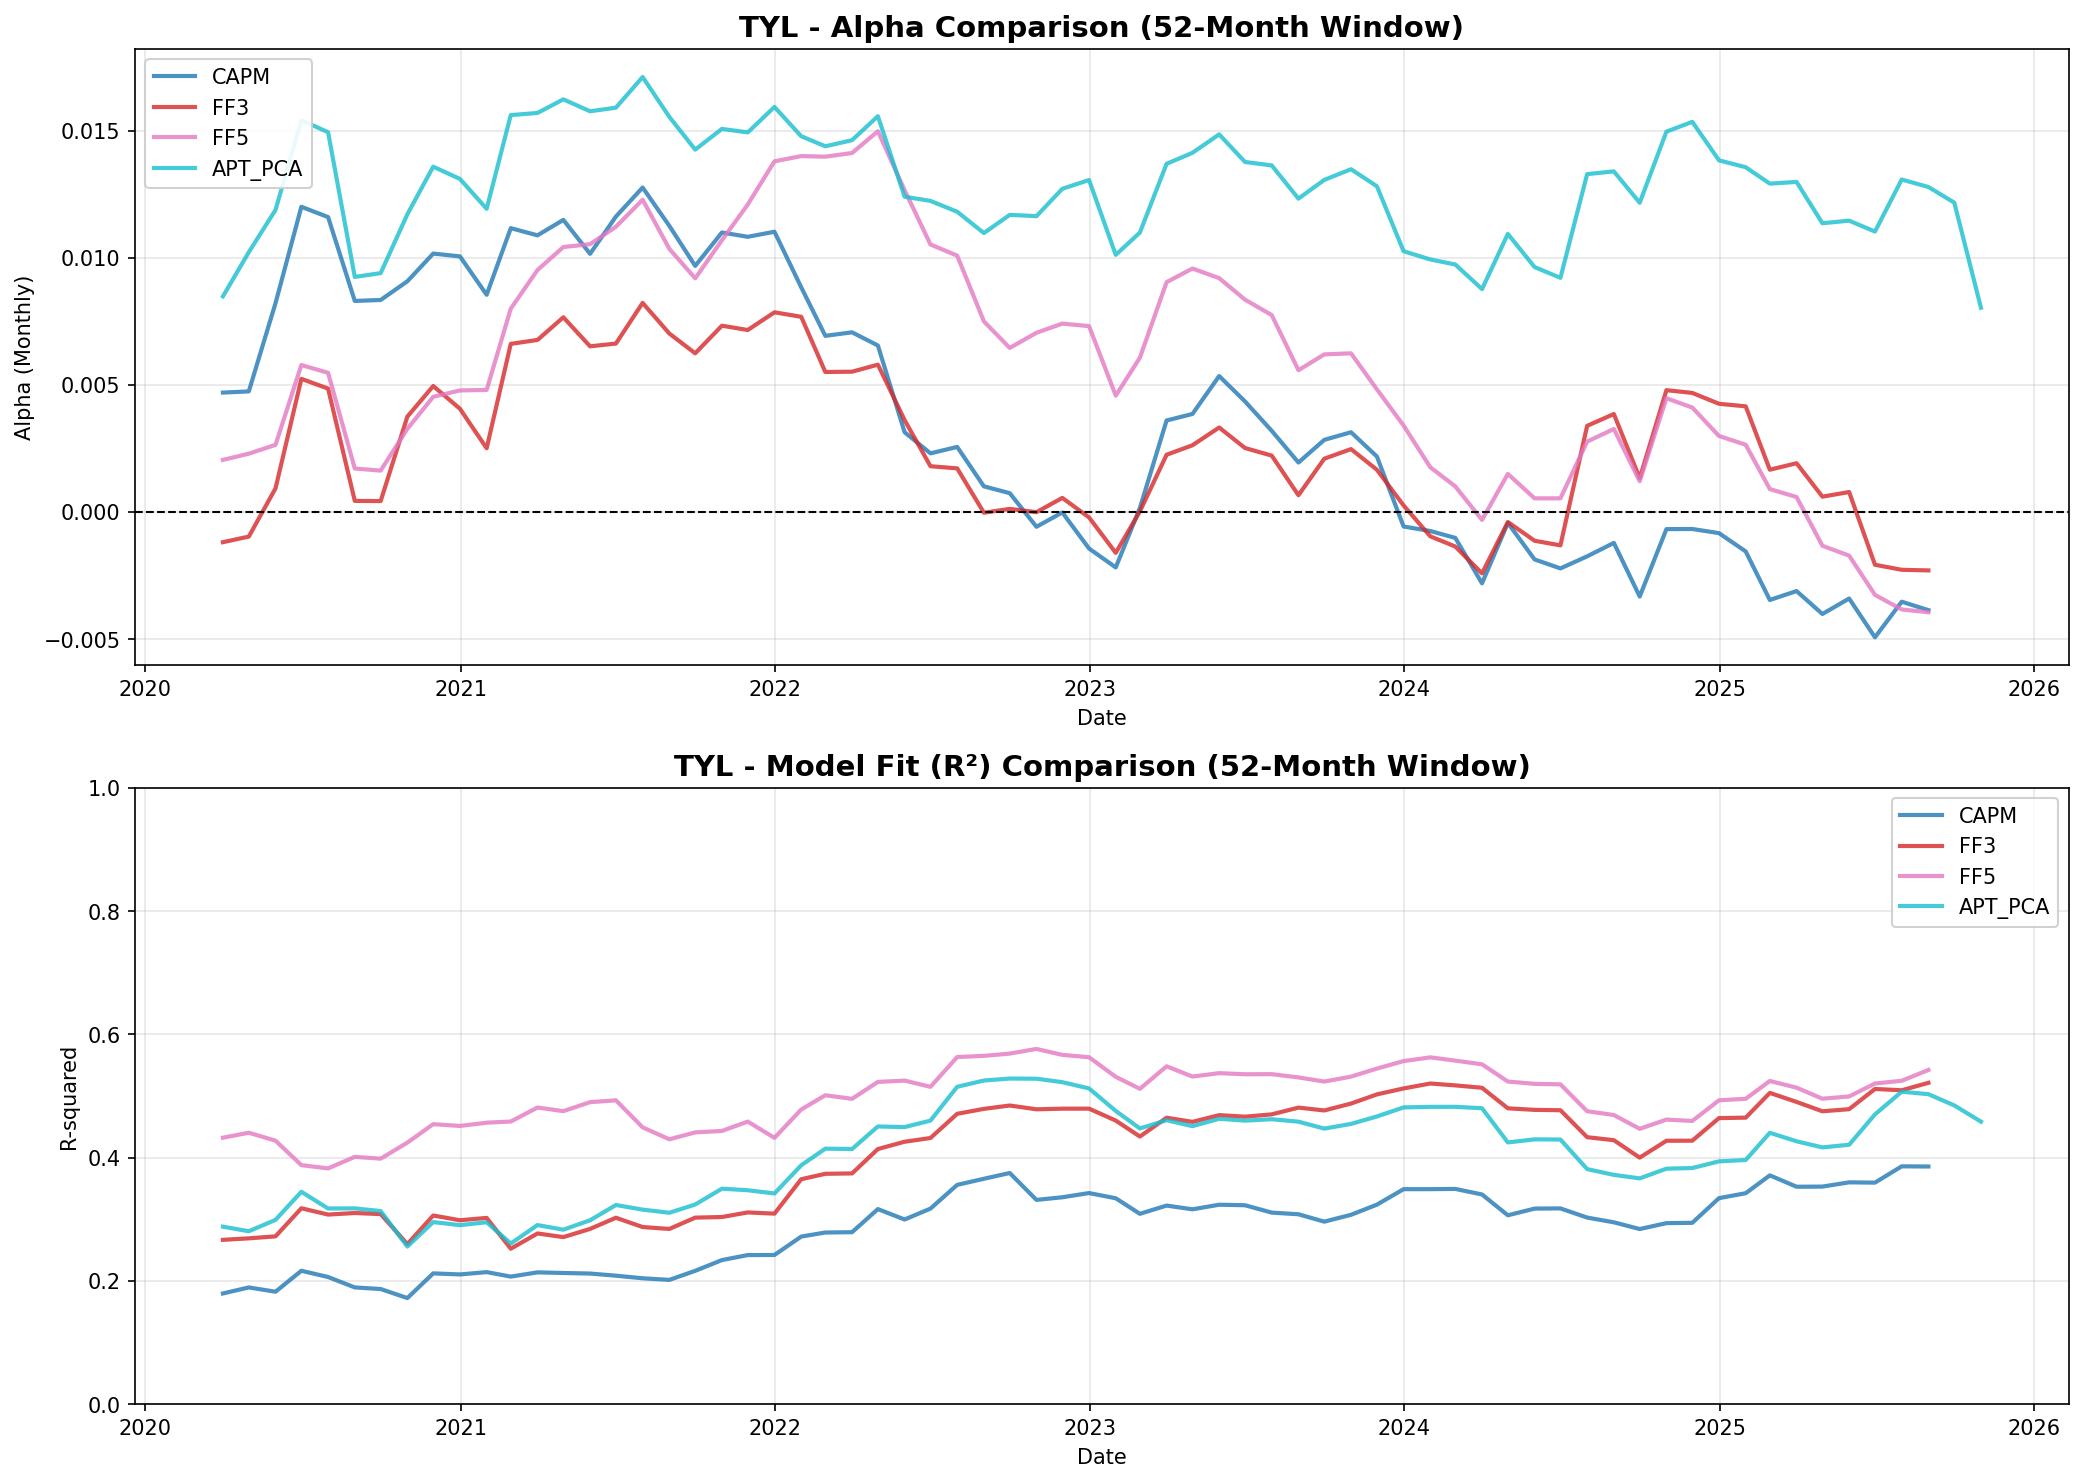 TYL - Alpha Comparison (52-Month Window)
CAPM
FF3
FF5
APT_PCA
Alpha (Monthly)
0.015
0.010
0.005
0.000
−0.005
2020 2021 2022 2023 2024 2025 2026
Date
TYL - Model Fit (R²) Comparison (52-Month Window)
CAPM
FF3
FF5
APT_PCA
R-squared
1.0
0.8
0.6
0.4
0.2
0.0
2020 2021 2022 2023 2024 2025 2026
Date